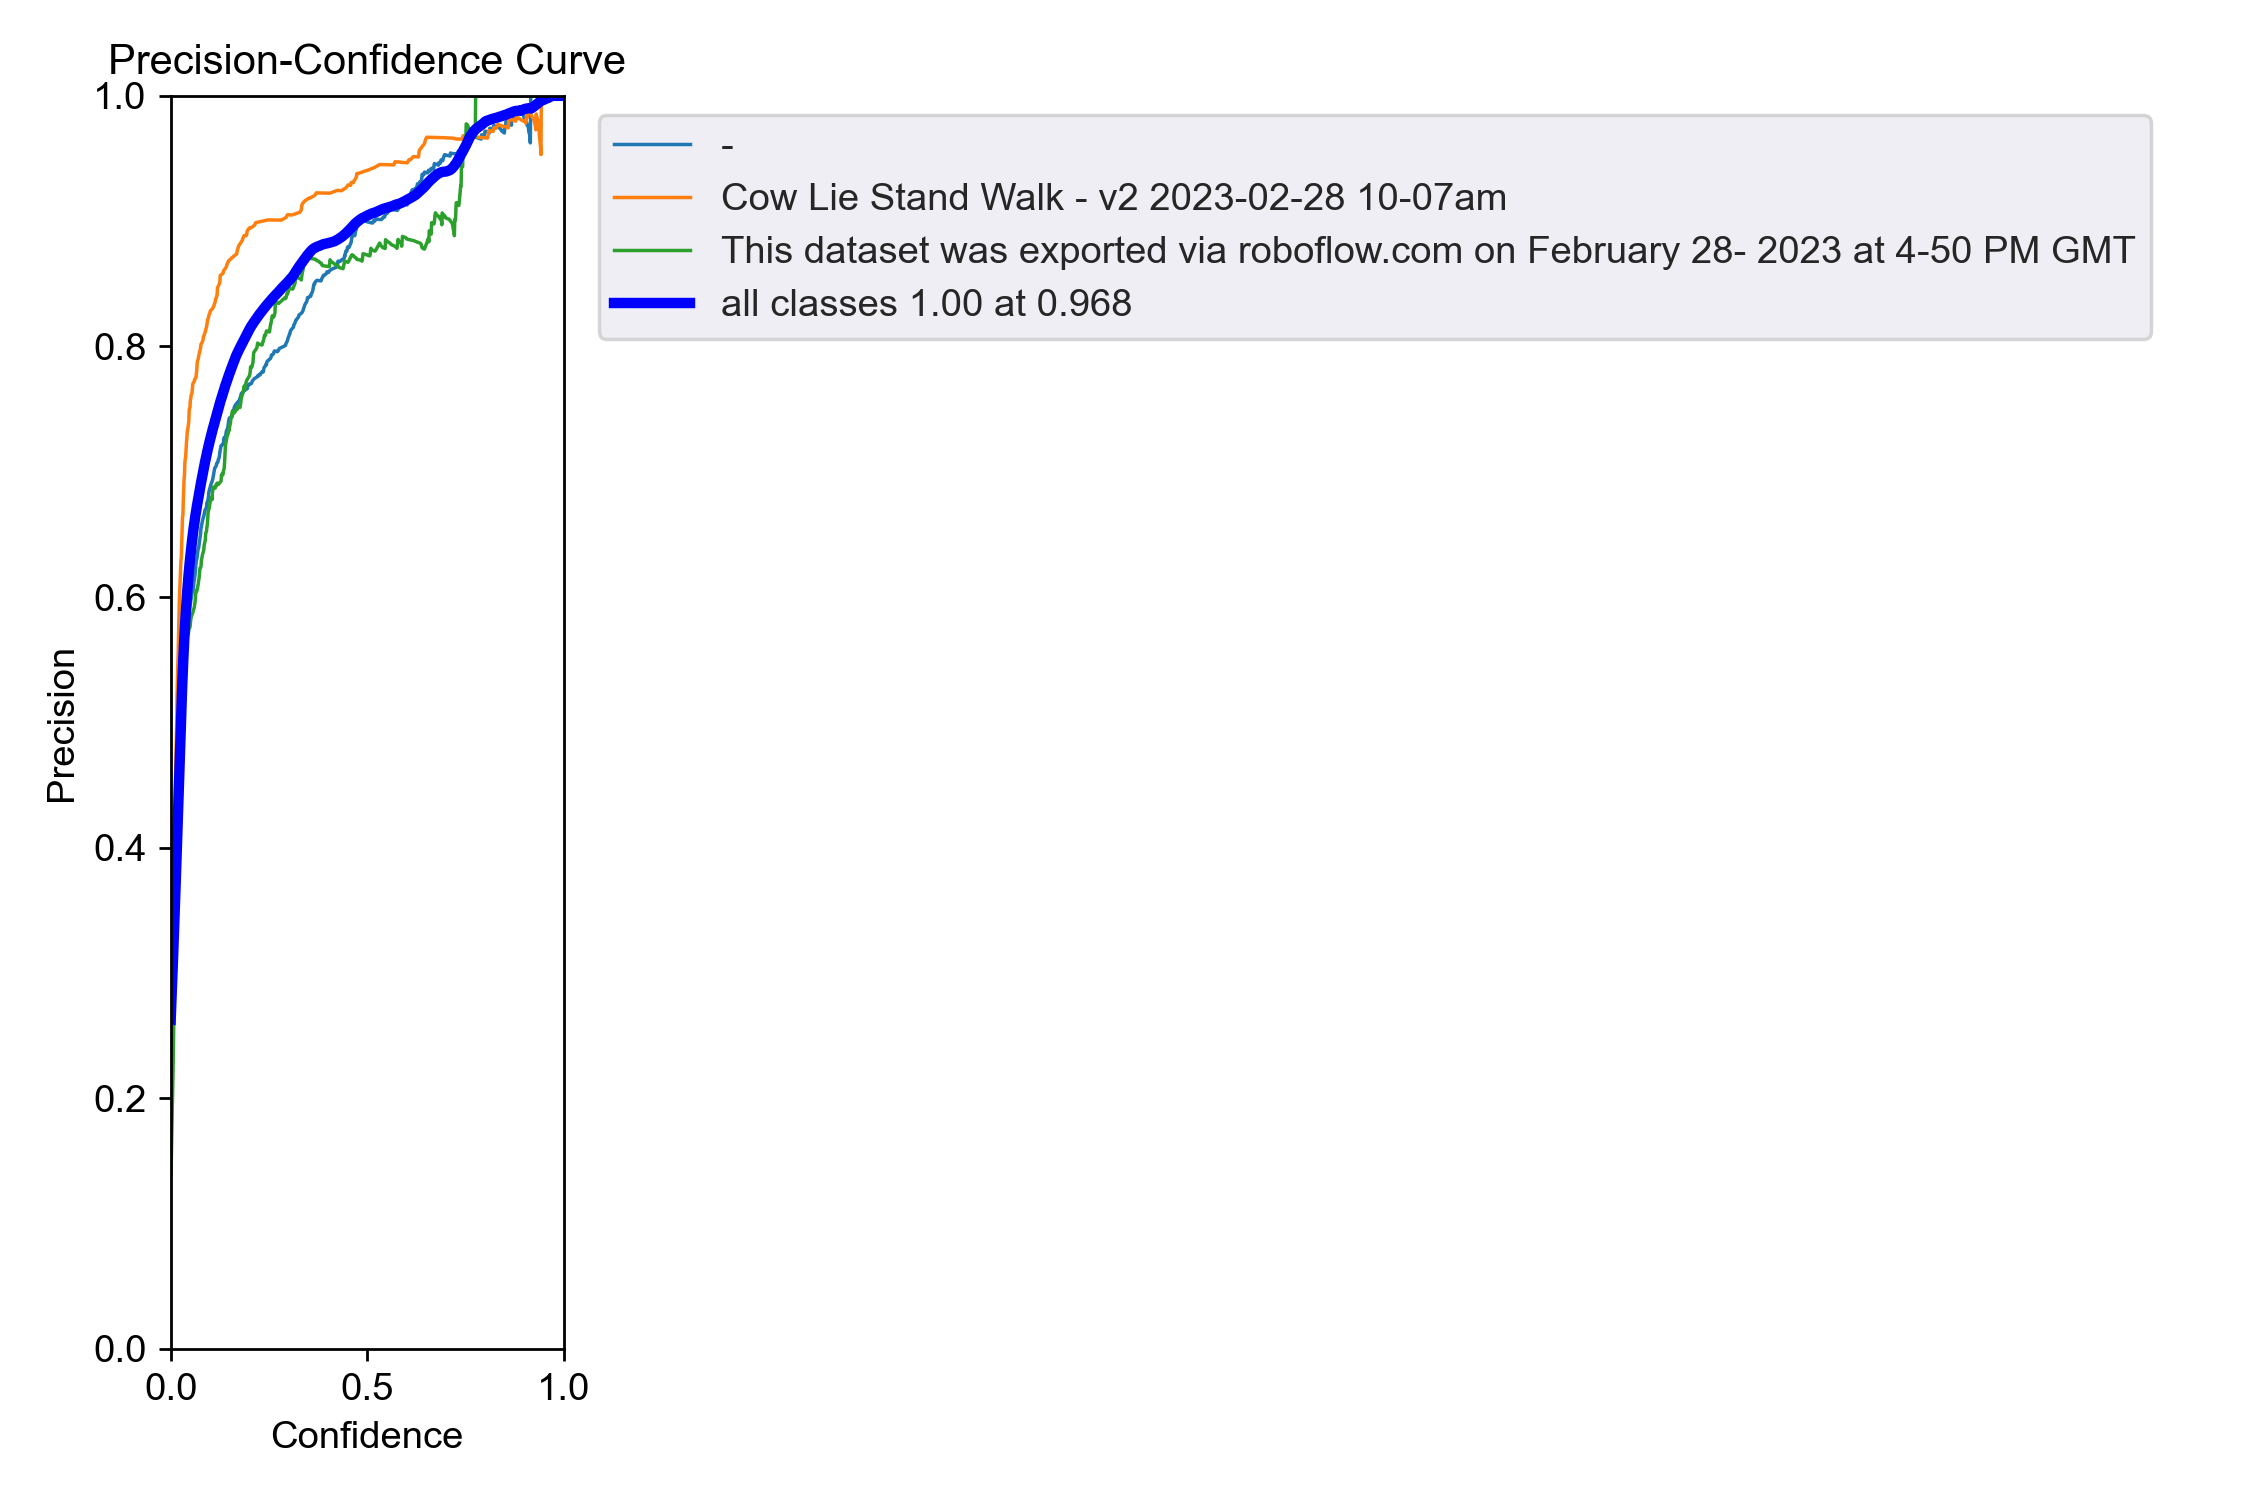 Precision-Confidence Curve
1.0
0.8
0.6
0.4
0.2
0.0
Precision
0.0 0.5 1.0
Confidence
-
Cow Lie Stand Walk - v2 2023-02-28 10-07am
This dataset was exported via roboflow.com on February 28- 2023 at 4-50 PM GMT
all classes 1.00 at 0.968